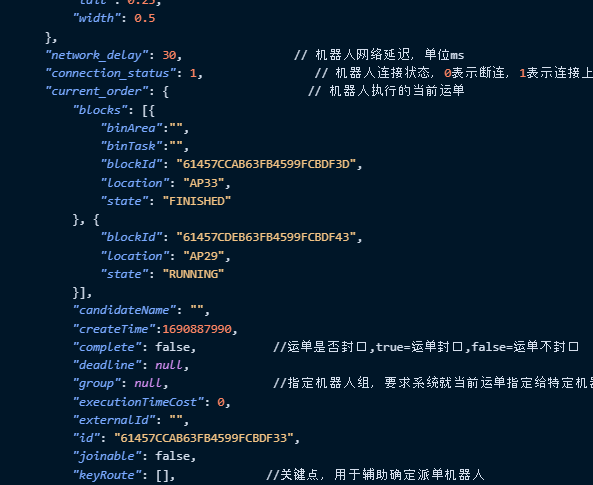 "width": 0.5
},
"network_delay": 30, // 机器人网络延迟, 单位ms
"connection_status": 1, // 机器人连接状态, 0表示断连, 1表示连接上
"current_order": { // 机器人执行的当前运单
"blocks": [{
"binArea":"",
"binTask":"",
"blockId": "61457CCAB63FB4599FCBDF3D",
"location": "AP33",
"state": "FINISHED"
}, {
"blockId": "61457CDEB63FB4599FCBDF43",
"location": "AP29",
"state": "RUNNING"
}],
"candidateName": "",
"createTime":1690887990,
"complete": false, //运单是否封口,true=运单封口,false=运单不封口
"deadline": null,
"group": null, //指定机器人组, 要求系统就当前运单指定给特定机
"executionTimeCost": 0,
"externalId": "",
"id": "61457CCAB63FB4599FCBDF33",
"joinable": false,
"keyRoute": [], //关键点, 用于辅助确定派单机器人